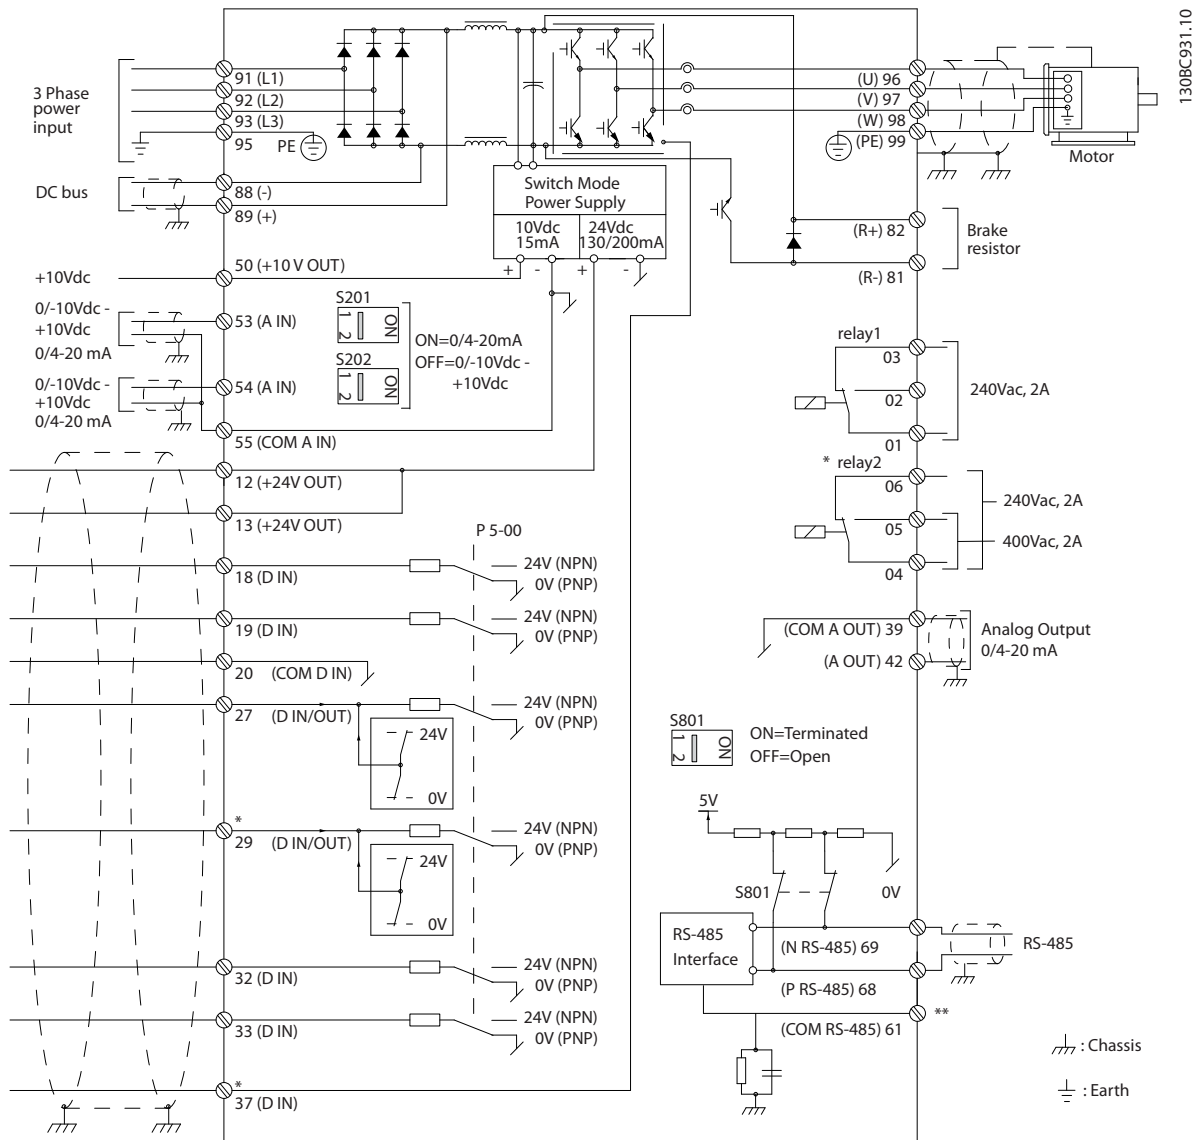 130BC931.10
3 Phase
power
input
91 (L1)
92 (L2)
93 (L3)
95
PE
DC bus
88 (-)
89 (+)
+10Vdc
50 (+10 V OUT)
0/-10Vdc -
+10Vdc
0/4-20 mA
53 (A IN)
0/-10Vdc -
+10Vdc
0/4-20 mA
54 (A IN)
55 (COM A IN)
12 (+24V OUT)
13 (+24V OUT)
18 (D IN)
19 (D IN)
20 (COM D IN)
27 (D IN/OUT)
24V
0V
*
29 (D IN/OUT)
24V
0V
32 (D IN)
33 (D IN)
*
37 (D IN)
S201
1 2 ON
S202
1 2 ON
ON=0/4-20mA
OFF=0/-10Vdc -
+10Vdc
P 5-00
24V (NPN)
0V (PNP)
24V (NPN)
0V (PNP)
24V (NPN)
0V (PNP)
24V (NPN)
0V (PNP)
24V (NPN)
0V (PNP)
24V (NPN)
0V (PNP)
Switch Mode
Power Supply
10Vdc
15mA
24Vdc
130/200mA
+ - + -
(U) 96
(V) 97
(W) 98
(PE) 99
Motor
(R+) 82
(R-) 81
Brake
resistor
relay1
03
02
01
240Vac, 2A
* relay2
06
05
04
240Vac, 2A
400Vac, 2A
(COM A OUT) 39
(A OUT) 42
Analog Output
0/4-20 mA
S801
1 2 ON
ON=Terminated
OFF=Open
5V
S801
0V
RS-485
Interface
(N RS-485) 69
(P RS-485) 68
(COM RS-485) 61
**
RS-485
: Chassis
: Earth